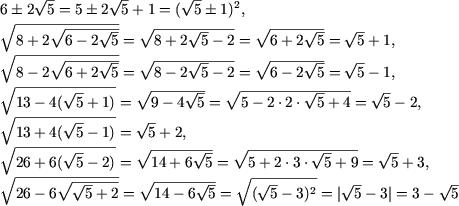 6 ± 2√5 = 5 ± 2√5 + 1 = (√5 ± 1)²,
√(8 + 2√(6 − 2√5)) = √(8 + 2√5 − 2) = √(6 + 2√5) = √5 + 1,
√(8 − 2√(6 + 2√5)) = √(8 − 2√5 − 2) = √(6 − 2√5) = √5 − 1,
√(13 − 4(√5 + 1)) = √(9 − 4√5) = √(5 − 2 · 2 · √5 + 4) = √5 − 2,
√(13 + 4(√5 − 1)) = √5 + 2,
√(26 + 6(√5 − 2)) = √(14 + 6√5) = √(5 + 2 · 3 · √5 + 9) = √5 + 3,
√(26 − 6√(√5 + 2)) = √(14 − 6√5) = √((√5 − 3)²) = |√5 − 3| = 3 − √5